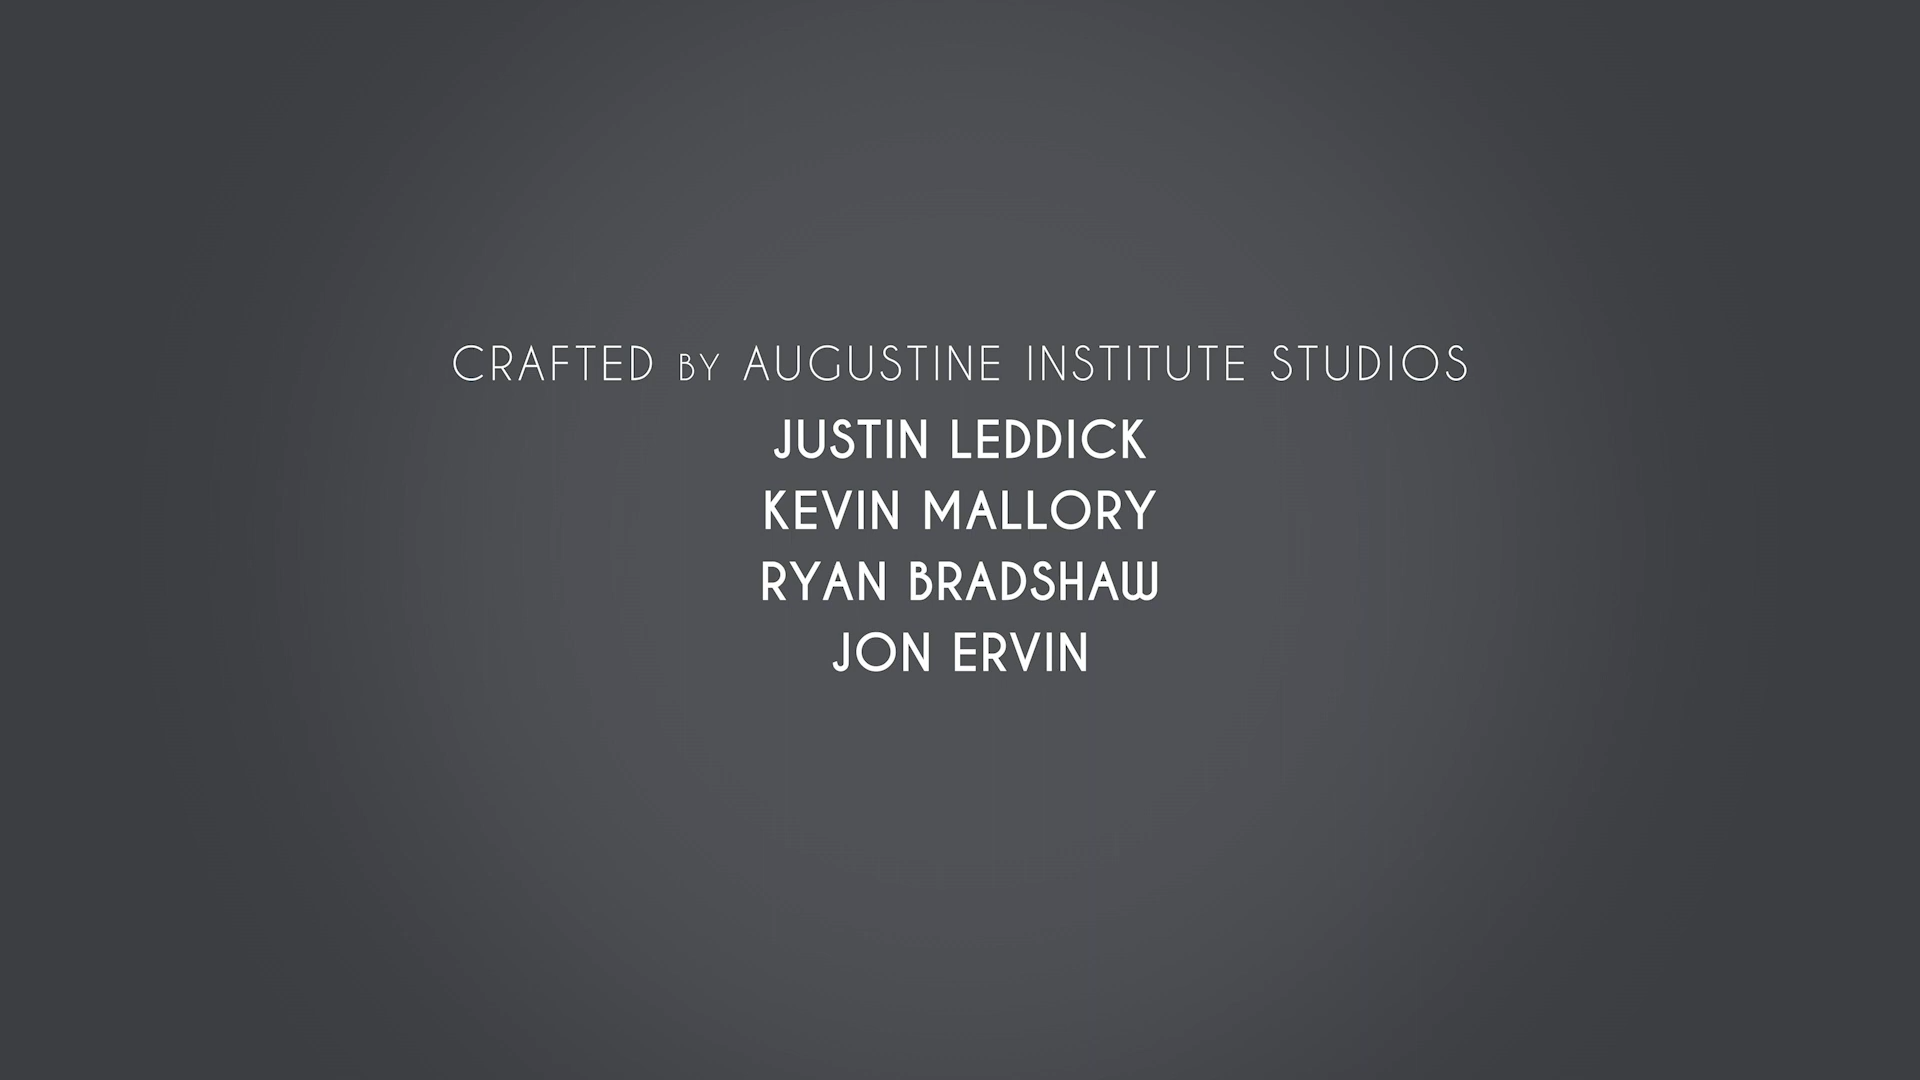 CRAFTED BY AUGUSTINE INSTITUTE STUDIOS
JUSTIN LEDDICK
KEVIN MALLORY
RYAN BRADSHAW
JON ERVIN